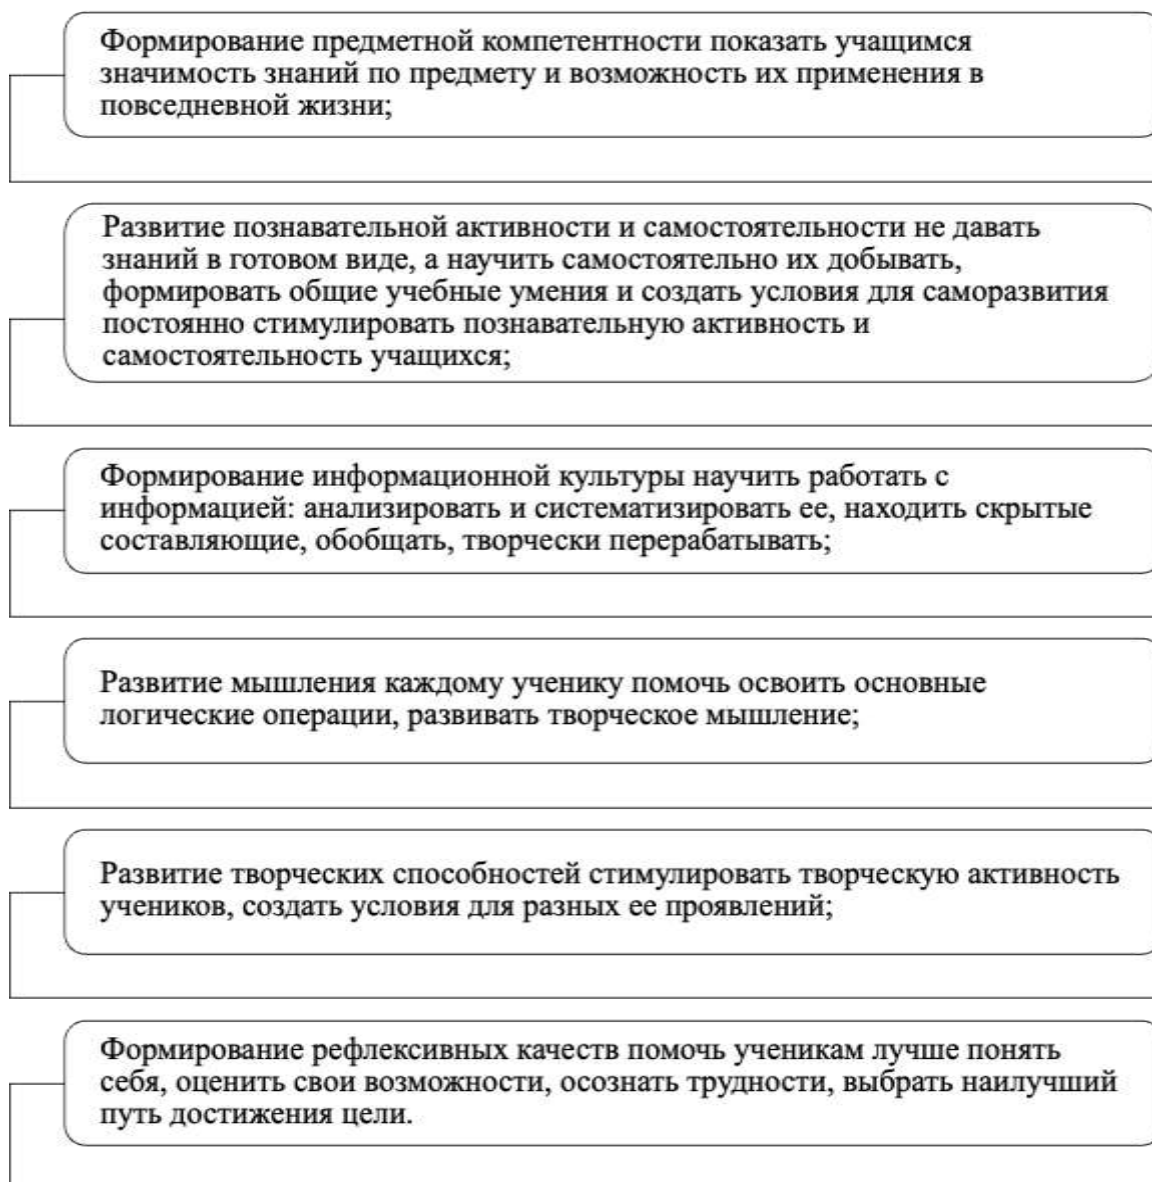 Формирование предметной компетентности показать учащимся
значимость знаний по предмету и возможность их применения в
повседневной жизни;
Развитие познавательной активности и самостоятельности не давать
знаний в готовом виде, а научить самостоятельно их добывать,
формировать общие учебные умения и создать условия для саморазвития
постоянно стимулировать познавательную активность и
самостоятельность учащихся;
Формирование информационной культуры научить работать с
информацией: анализировать и систематизировать ее, находить скрытые
составляющие, обобщать, творчески перерабатывать;
Развитие мышления каждому ученику помочь освоить основные
логические операции, развивать творческое мышление;
Развитие творческих способностей стимулировать творческую активность
учеников, создать условия для разных ее проявлений;
Формирование рефлексивных качеств помочь ученикам лучше понять
себя, оценить свои возможности, осознать трудности, выбрать наилучший
путь достижения цели.